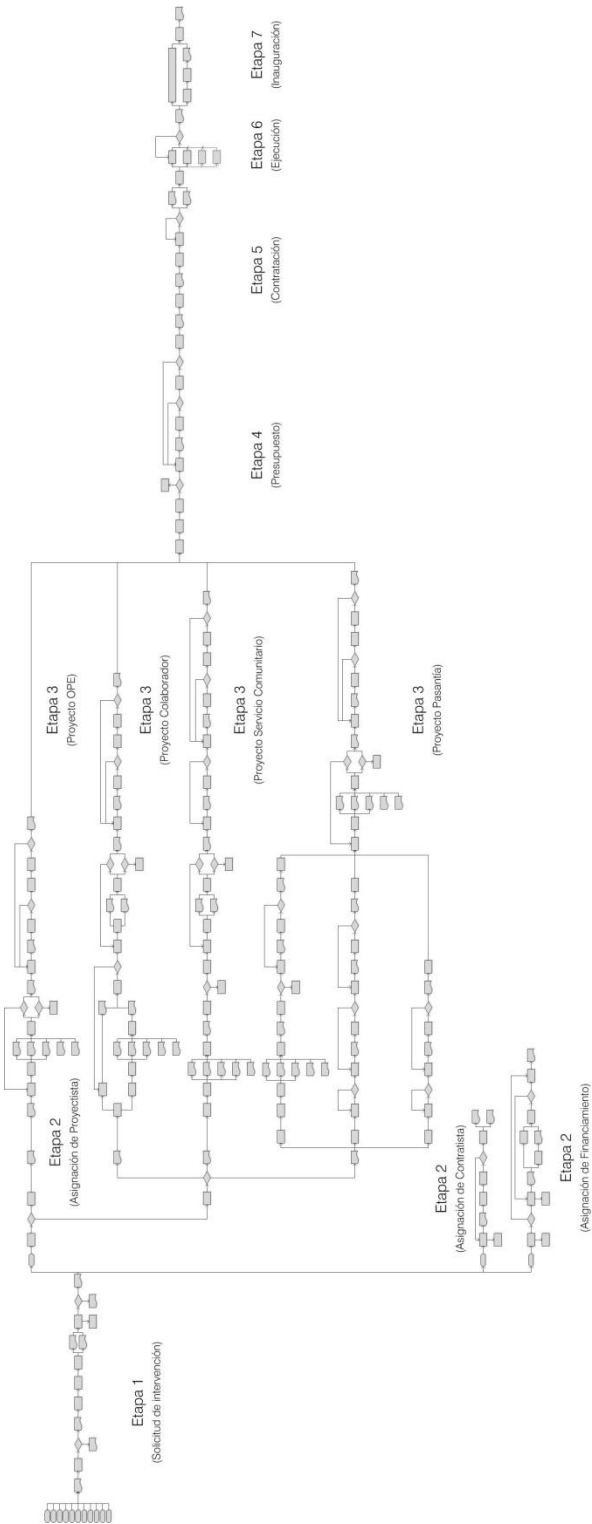 Etapa 1
(Solicitud de intervención)
Etapa 2
(Asignación de Proyectista)
Etapa 2
(Asignación de Contratista)
Etapa 2
(Asignación de Financiamiento)
Etapa 3
(Proyecto OPE)
Etapa 3
(Proyecto Colaborador)
Etapa 3
(Proyecto Servicio Comunitario)
Etapa 3
(Proyecto Pasantía)
Etapa 4
(Presupuesto)
Etapa 5
(Contratación)
Etapa 6
(Ejecución)
Etapa 7
(Inauguración)